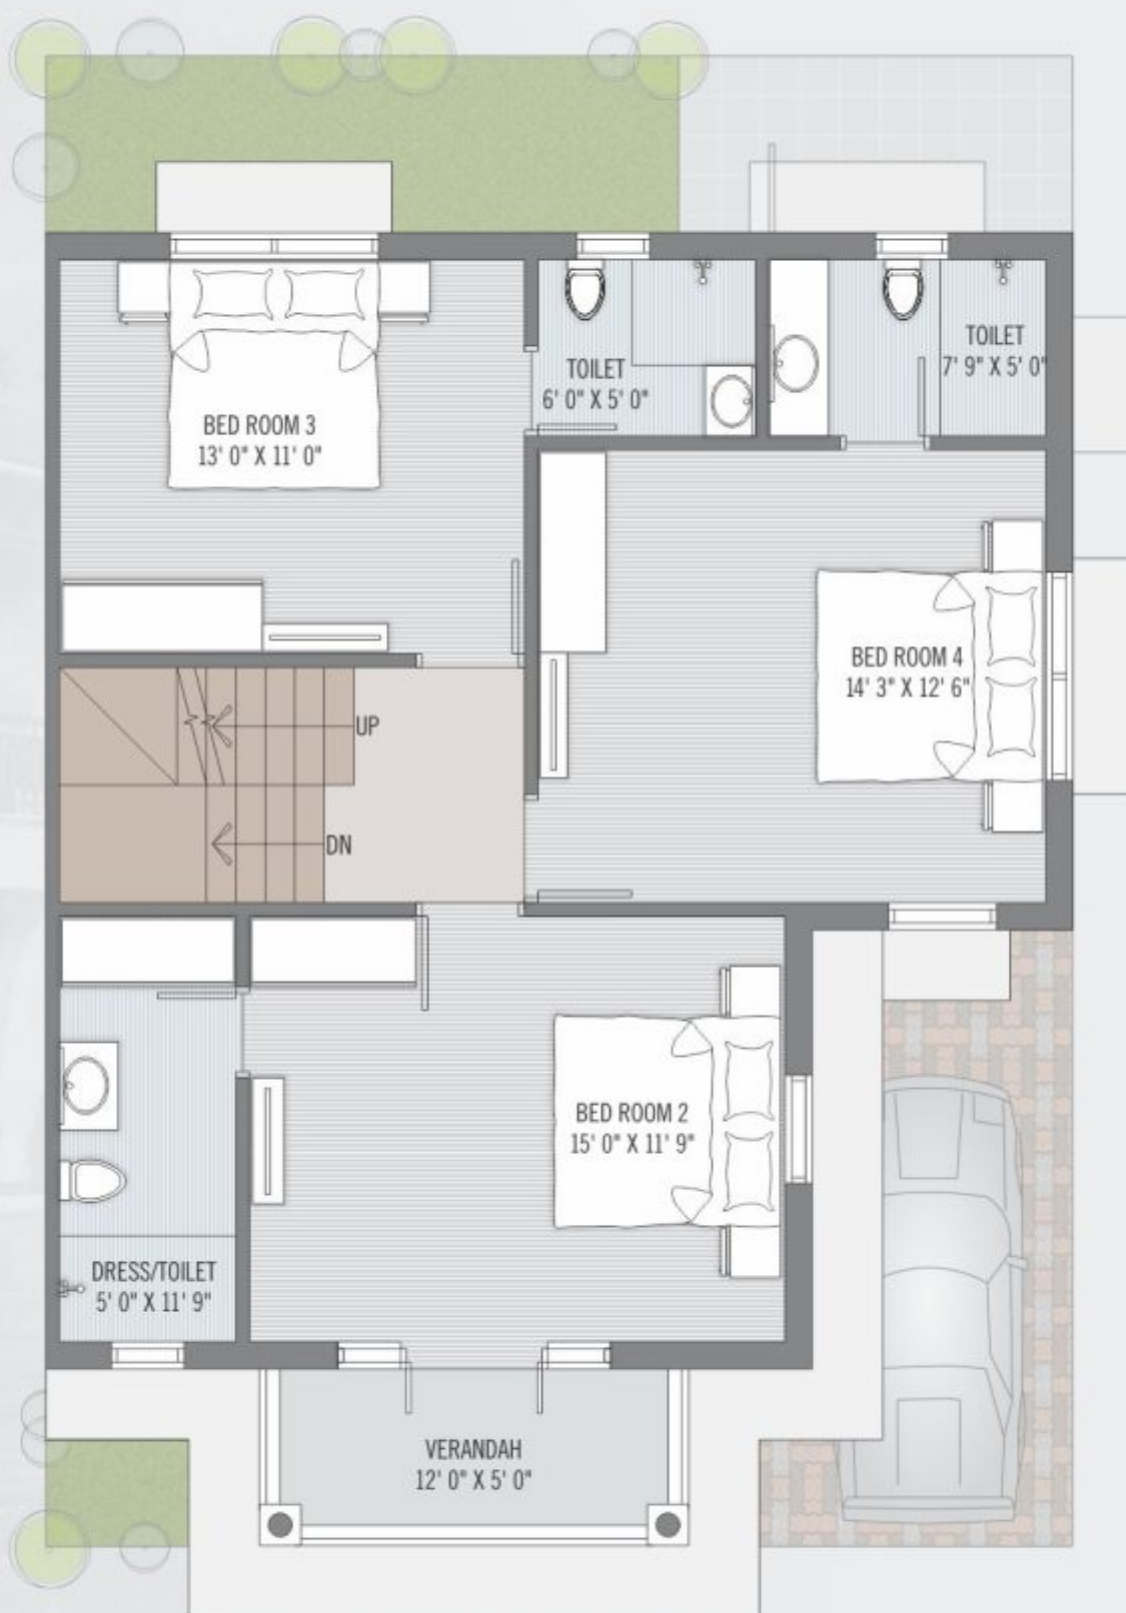 BED ROOM 3
13' 0" X 11' 0"
TOILET
6' 0" X 5' 0"
TOILET
7' 9" X 5' 0"
BED ROOM 4
14' 3" X 12' 6"
UP
DN
BED ROOM 2
15' 0" X 11' 9"
DRESS/TOILET
5' 0" X 11' 9"
VERANDAH
12' 0" X 5' 0"